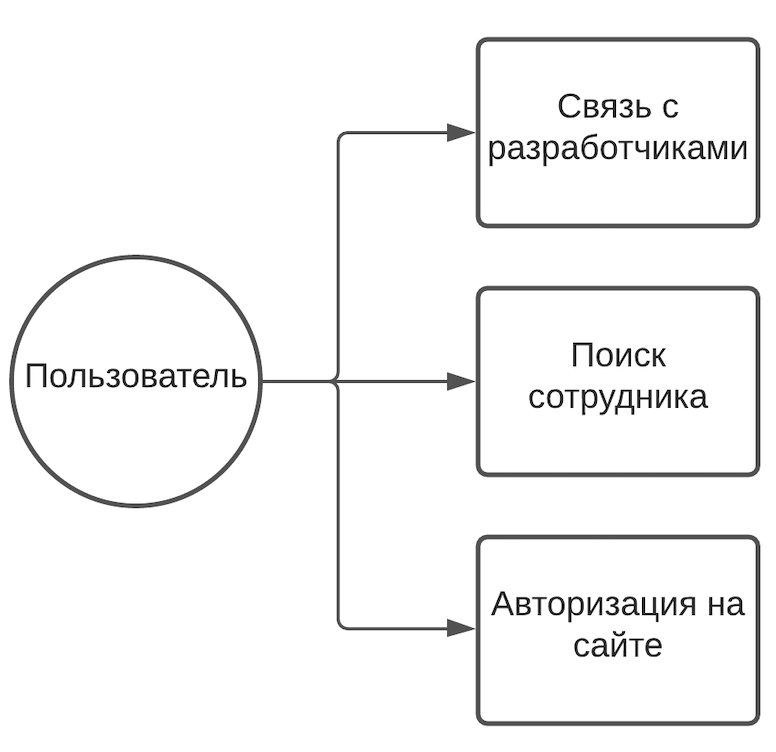 Связь с
разработчиками
Пользователь
Поиск
сотрудника
Авторизация на
сайте